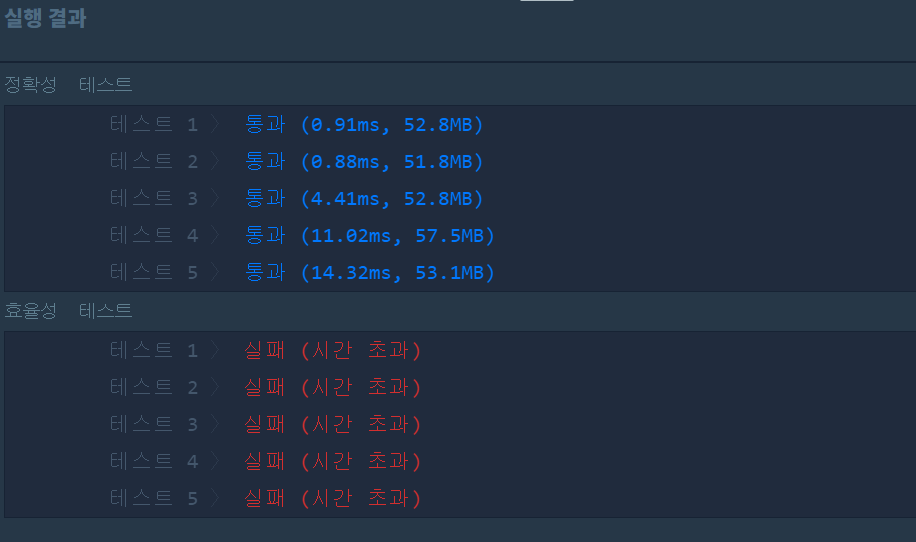 실행 결과
정확성 테스트
테스트 1 〉 통과 (0.91ms, 52.8MB)
테스트 2 〉 통과 (0.88ms, 51.8MB)
테스트 3 〉 통과 (4.41ms, 52.8MB)
테스트 4 〉 통과 (11.02ms, 57.5MB)
테스트 5 〉 통과 (14.32ms, 53.1MB)
효율성 테스트
테스트 1 〉 실패 (시간 초과)
테스트 2 〉 실패 (시간 초과)
테스트 3 〉 실패 (시간 초과)
테스트 4 〉 실패 (시간 초과)
테스트 5 〉 실패 (시간 초과)